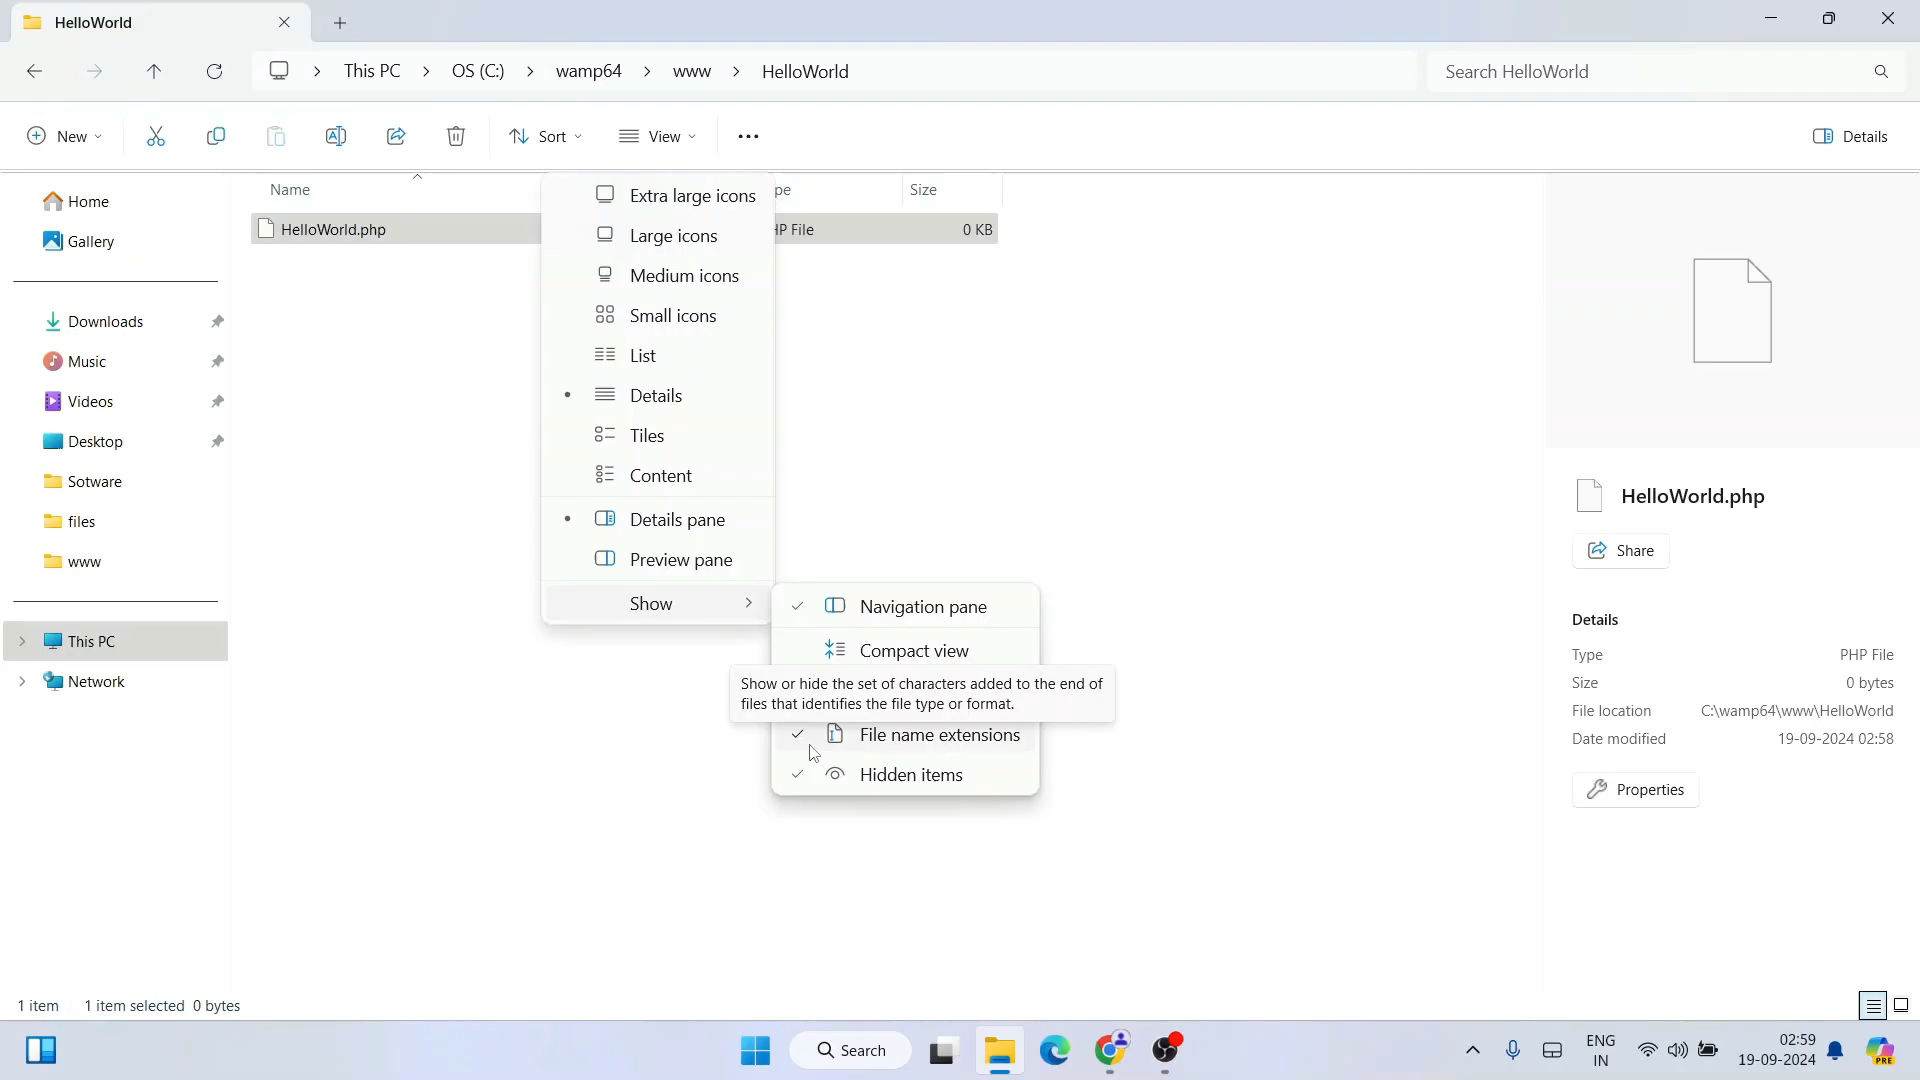 HelloWorld
This PC
OS (C:)
wamp64
www
HelloWorld
Search HelloWorld
New
Sort
View
Details
Name
pe
Size
HelloWorld.php
HP File
0 KB
Home
Gallery
Downloads
Music
Videos
Desktop
Sotware
files
www
This PC
Network
Extra large icons
Large icons
Medium icons
Small icons
List
Details
Tiles
Content
Details pane
Preview pane
Show
Navigation pane
Compact view
Show or hide the set of characters added to the end of
files that identifies the file type or format.
File name extensions
Hidden items
HelloWorld.php
Share
Details
Type PHP File
Size 0 bytes
File location C:\wamp64\www\HelloWorld
Date modified 19-09-2024 02:58
Properties
1 item 1 item selected 0 bytes
Search
ENG
IN
02:59
19-09-2024
PRE